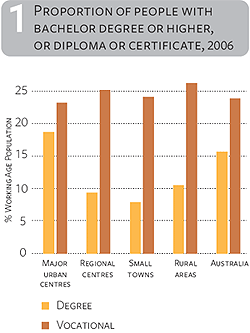 1
PROPORTION OF PEOPLE WITH
BACHELOR DEGREE OR HIGHER,
OR DIPLOMA OR CERTIFICATE, 2006
% WORKING AGE POPULATION
25
20
15
10
5
0
MAJOR
URBAN
CENTRES
REGIONAL
CENTRES
SMALL
TOWNS
RURAL
AREAS
AUSTRALIA
DEGREE
VOCATIONAL